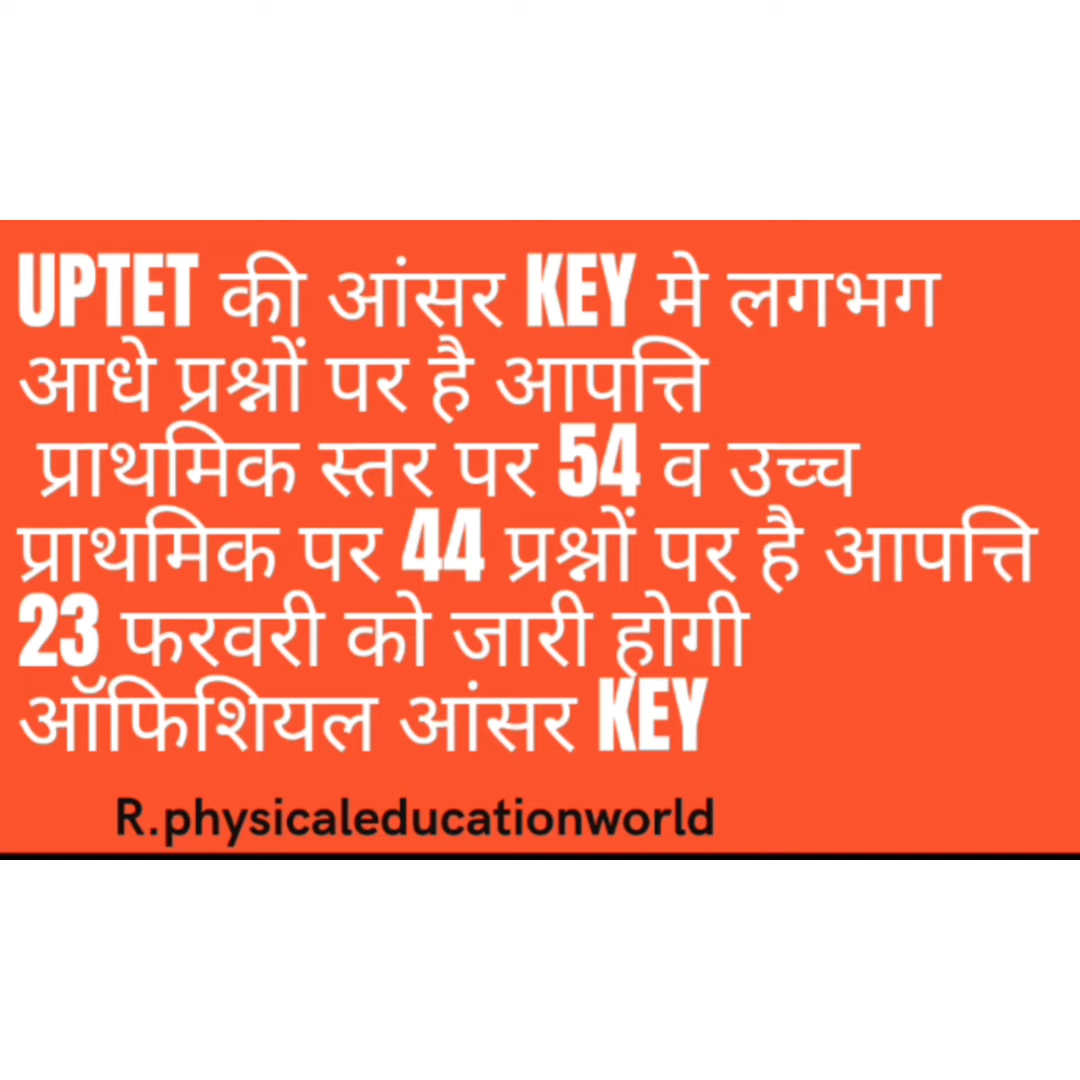 UPTET की आंसर KEY मे लगभग
आधे प्रश्नों पर है आपत्ति
प्राथमिक स्तर पर 54 व उच्च
प्राथमिक पर 44 प्रश्नों पर है आपत्ति
23 फरवरी को जारी होगी
ऑफिशियल आंसर KEY
R.physicaleducationworld